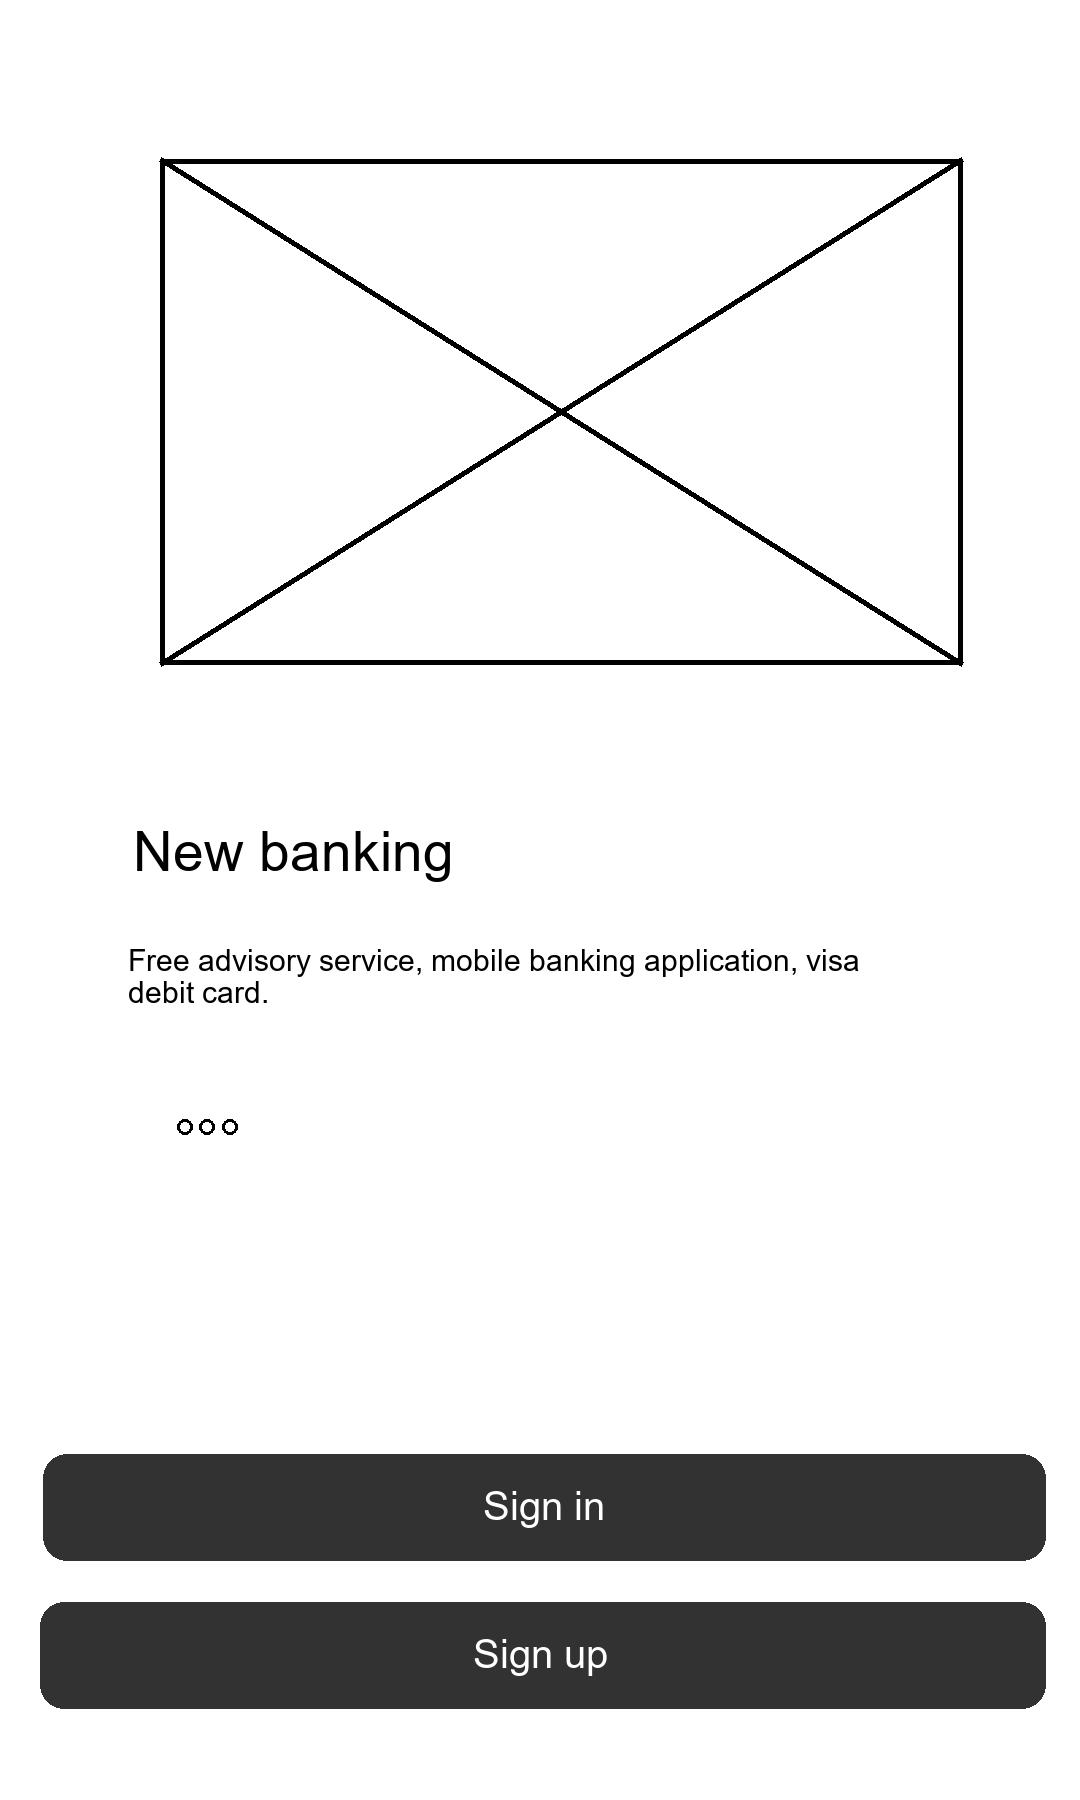 New banking
Free advisory service, mobile banking application, visa
debit card.
Sign in
Sign up